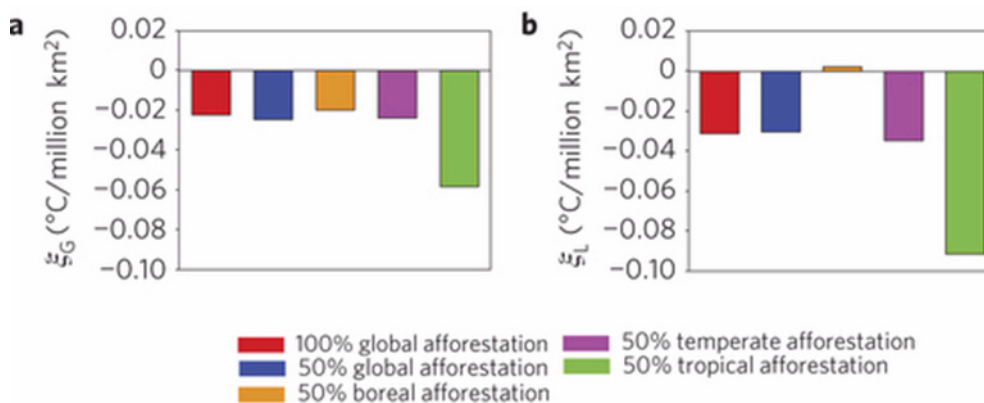 a
0.02
0
−0.02
−0.04
−0.06
−0.08
−0.10
ξG (°C/million km²)
b
0.02
0
−0.02
−0.04
−0.06
−0.08
−0.10
ξL (°C/million km²)
100% global afforestation
50% global afforestation
50% boreal afforestation
50% temperate afforestation
50% tropical afforestation